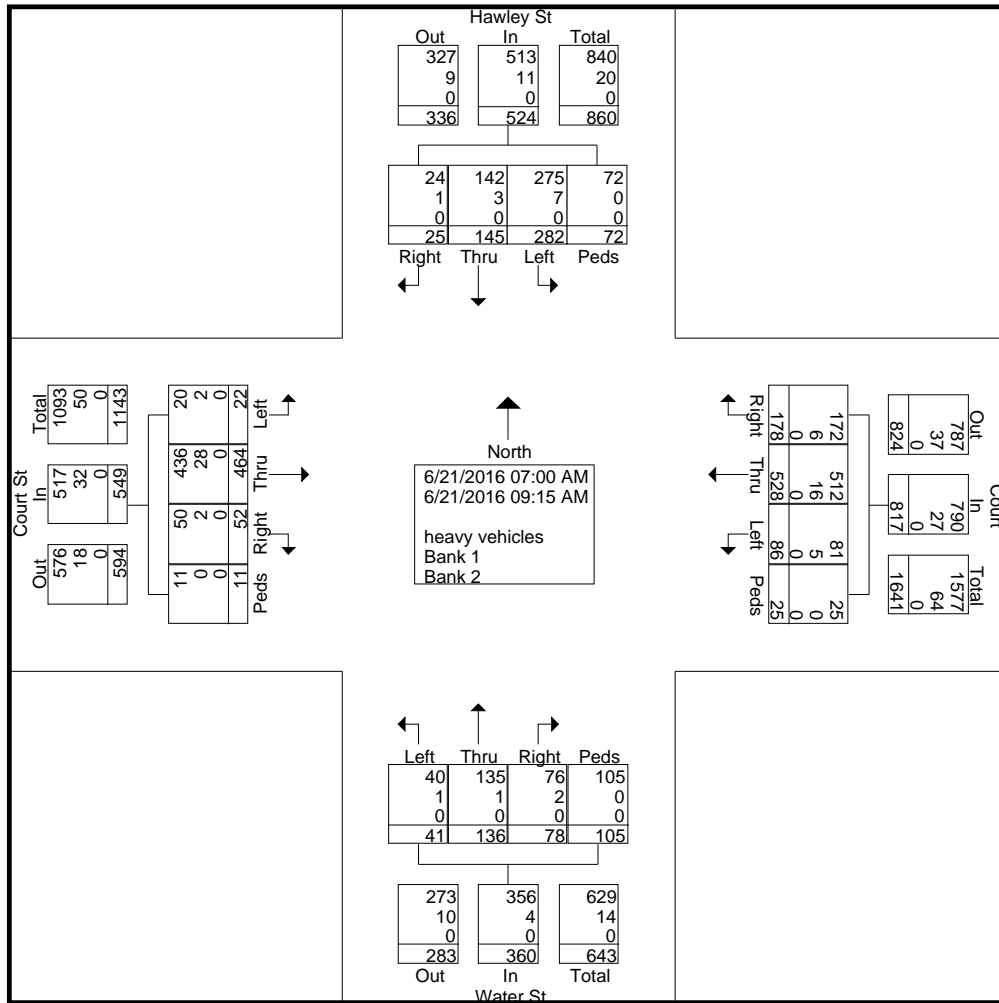 Hawley St
Out In Total
327 513 840
9 11 20
0 0 0
336 524 860
24 142 275 72
1 3 7 0
0 0 0 0
25 145 282 72
Right Thru Left Peds
Court St
Total In Out
1093 517 576
50 32 18
0 0 0
1143 549 594
20 436 50 11
2 28 2 0
0 0 0 0
22 464 52 11
Left Thru Right Peds
North
6/21/2016 07:00 AM
6/21/2016 09:15 AM
heavy vehicles
Bank 1
Bank 2
Right Thru Left Peds
172 512 81 25
6 16 5 0
0 0 0 0
178 528 86 25
Out In Total
787 790 1577
37 27 64
0 0 0
824 817 1641
Court
Left Thru Right Peds
40 135 76 105
1 1 2 0
0 0 0 0
41 136 78 105
273 356 629
10 4 14
0 0 0
283 360 643
Out In Total
Water St